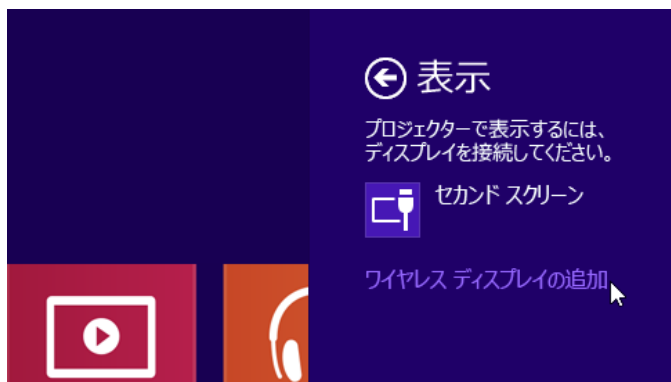 表示
プロジェクターで表示するには、
ディスプレイを接続してください。
セカンド スクリーン
ワイヤレス ディスプレイの追加